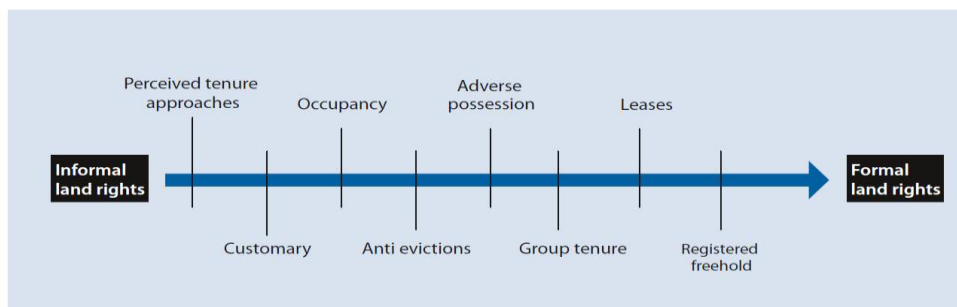 Perceived tenure
approaches
Occupancy
Adverse
possession
Leases
Informal
land rights
Formal
land rights
Customary
Anti evictions
Group tenure
Registered
freehold